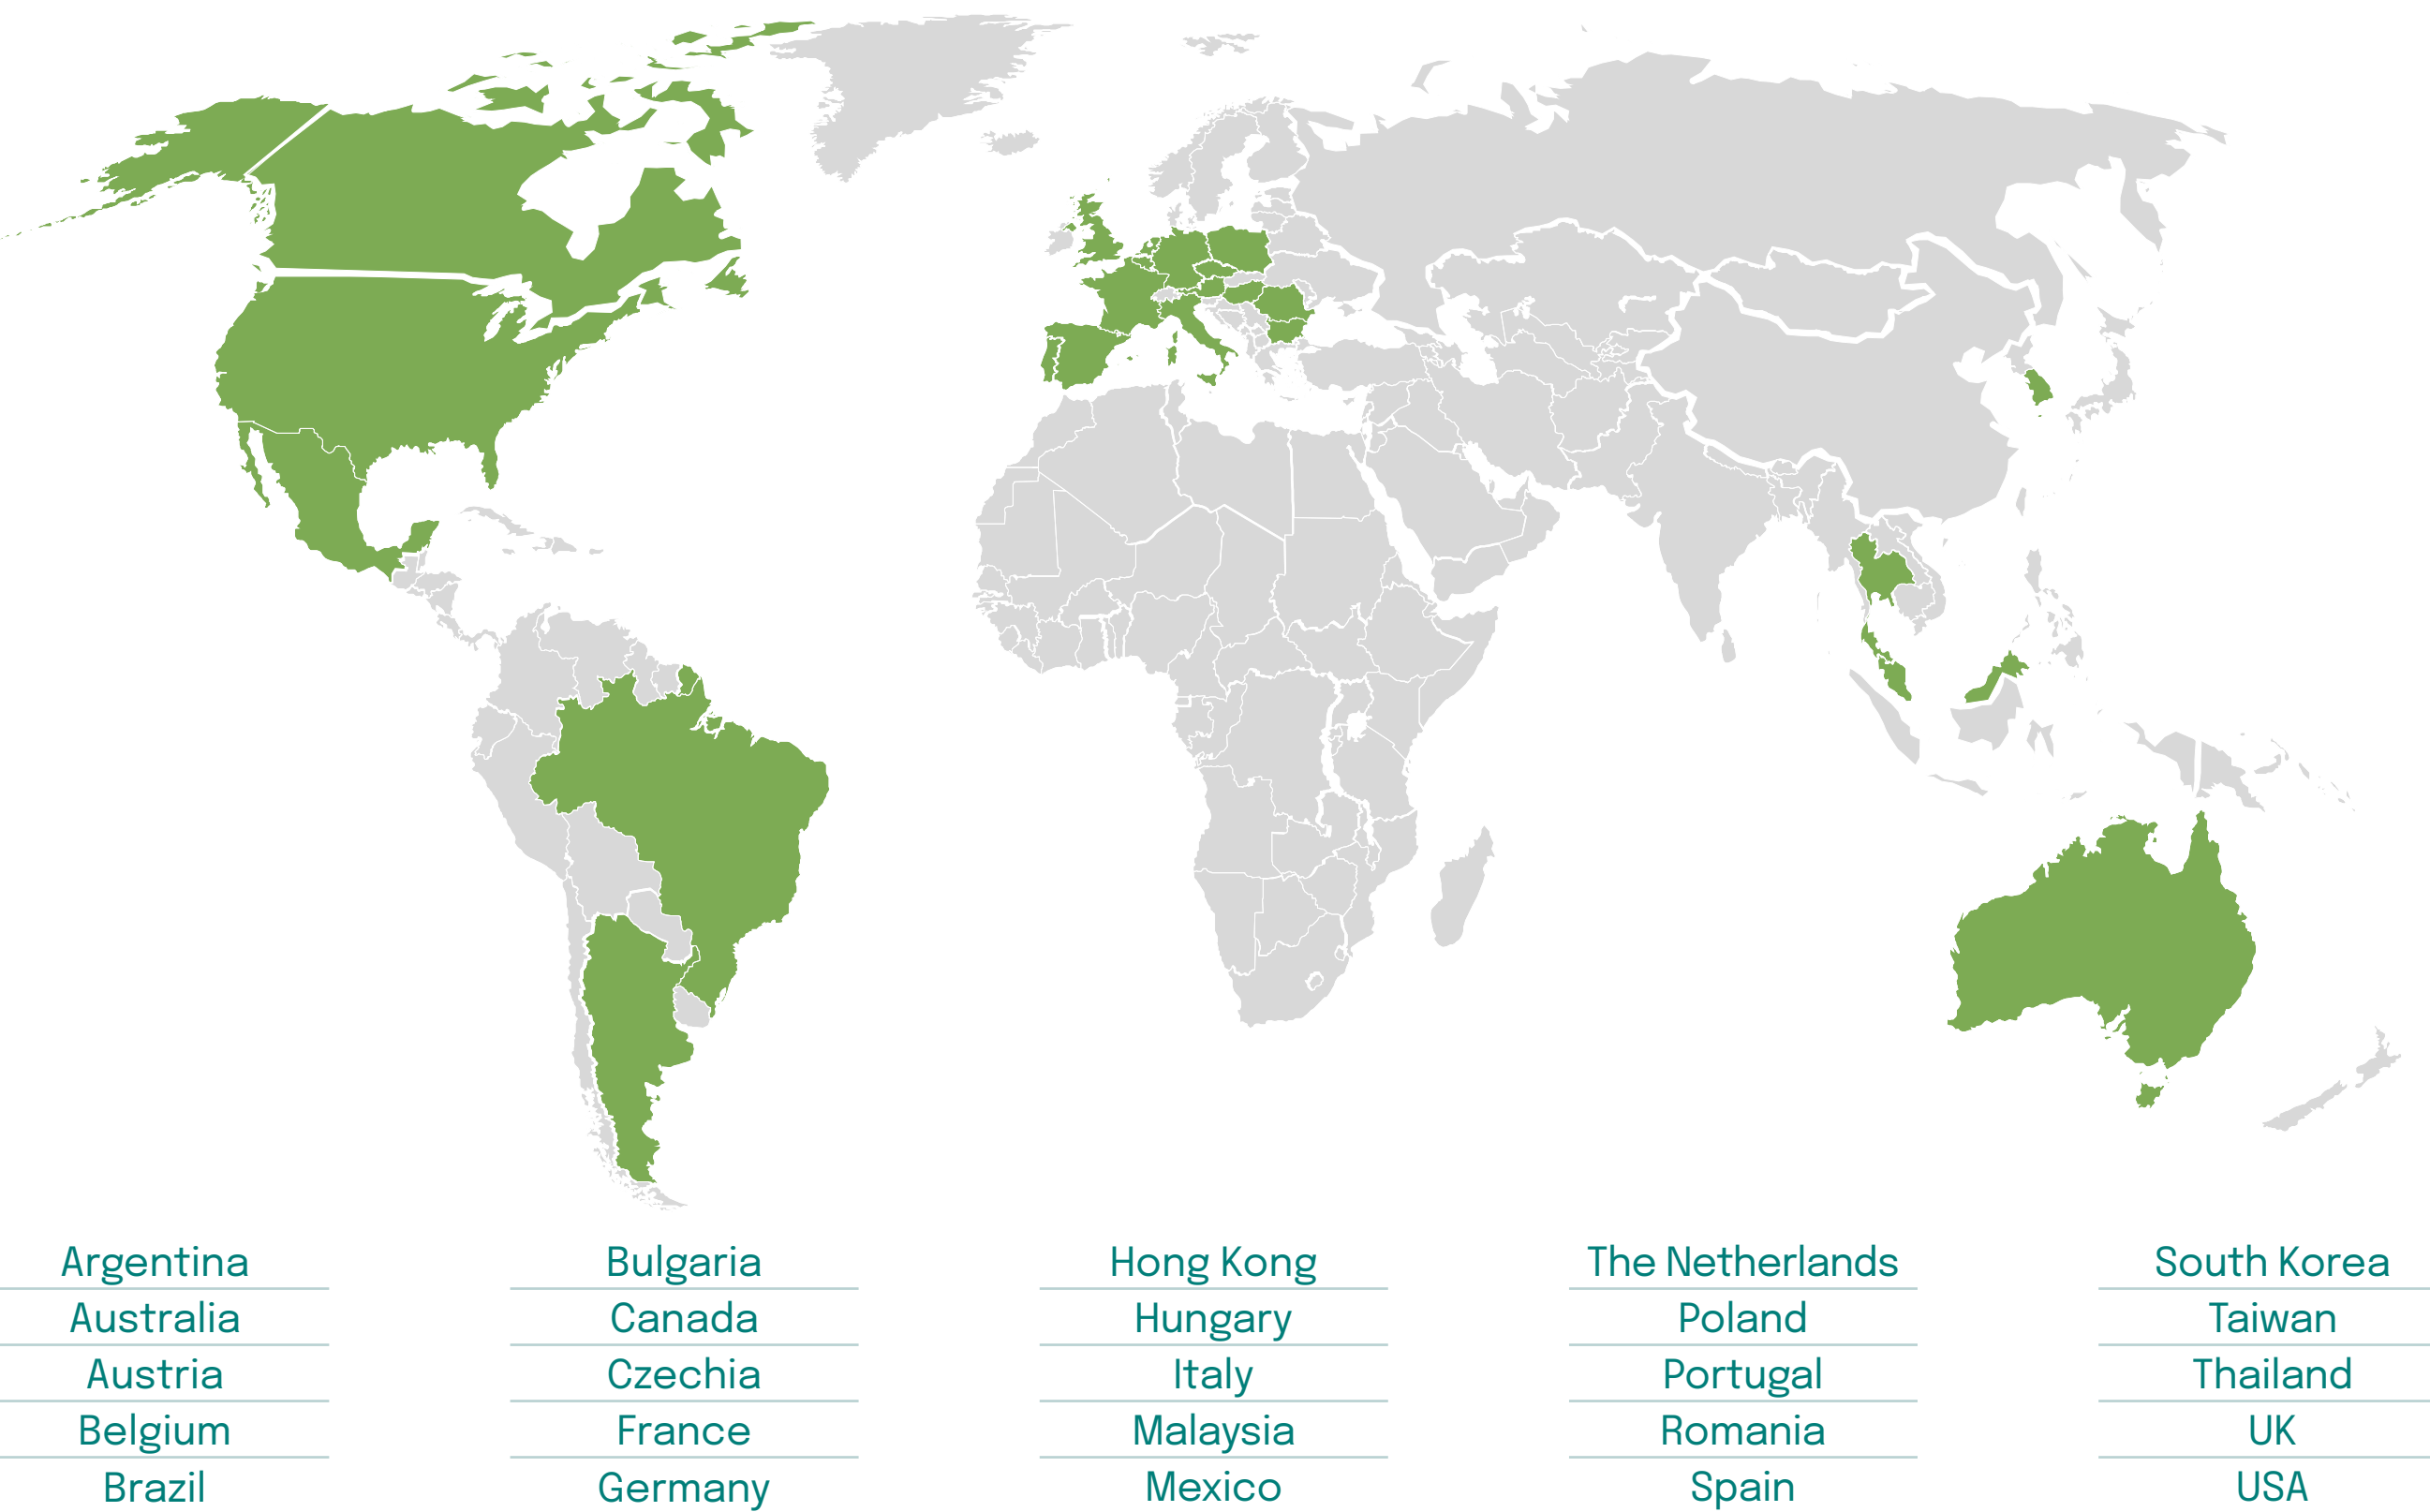 Argentina
Australia
Austria
Belgium
Brazil
Bulgaria
Canada
Czechia
France
Germany
Hong Kong
Hungary
Italy
Malaysia
Mexico
The Netherlands
Poland
Portugal
Romania
Spain
South Korea
Taiwan
Thailand
UK
USA